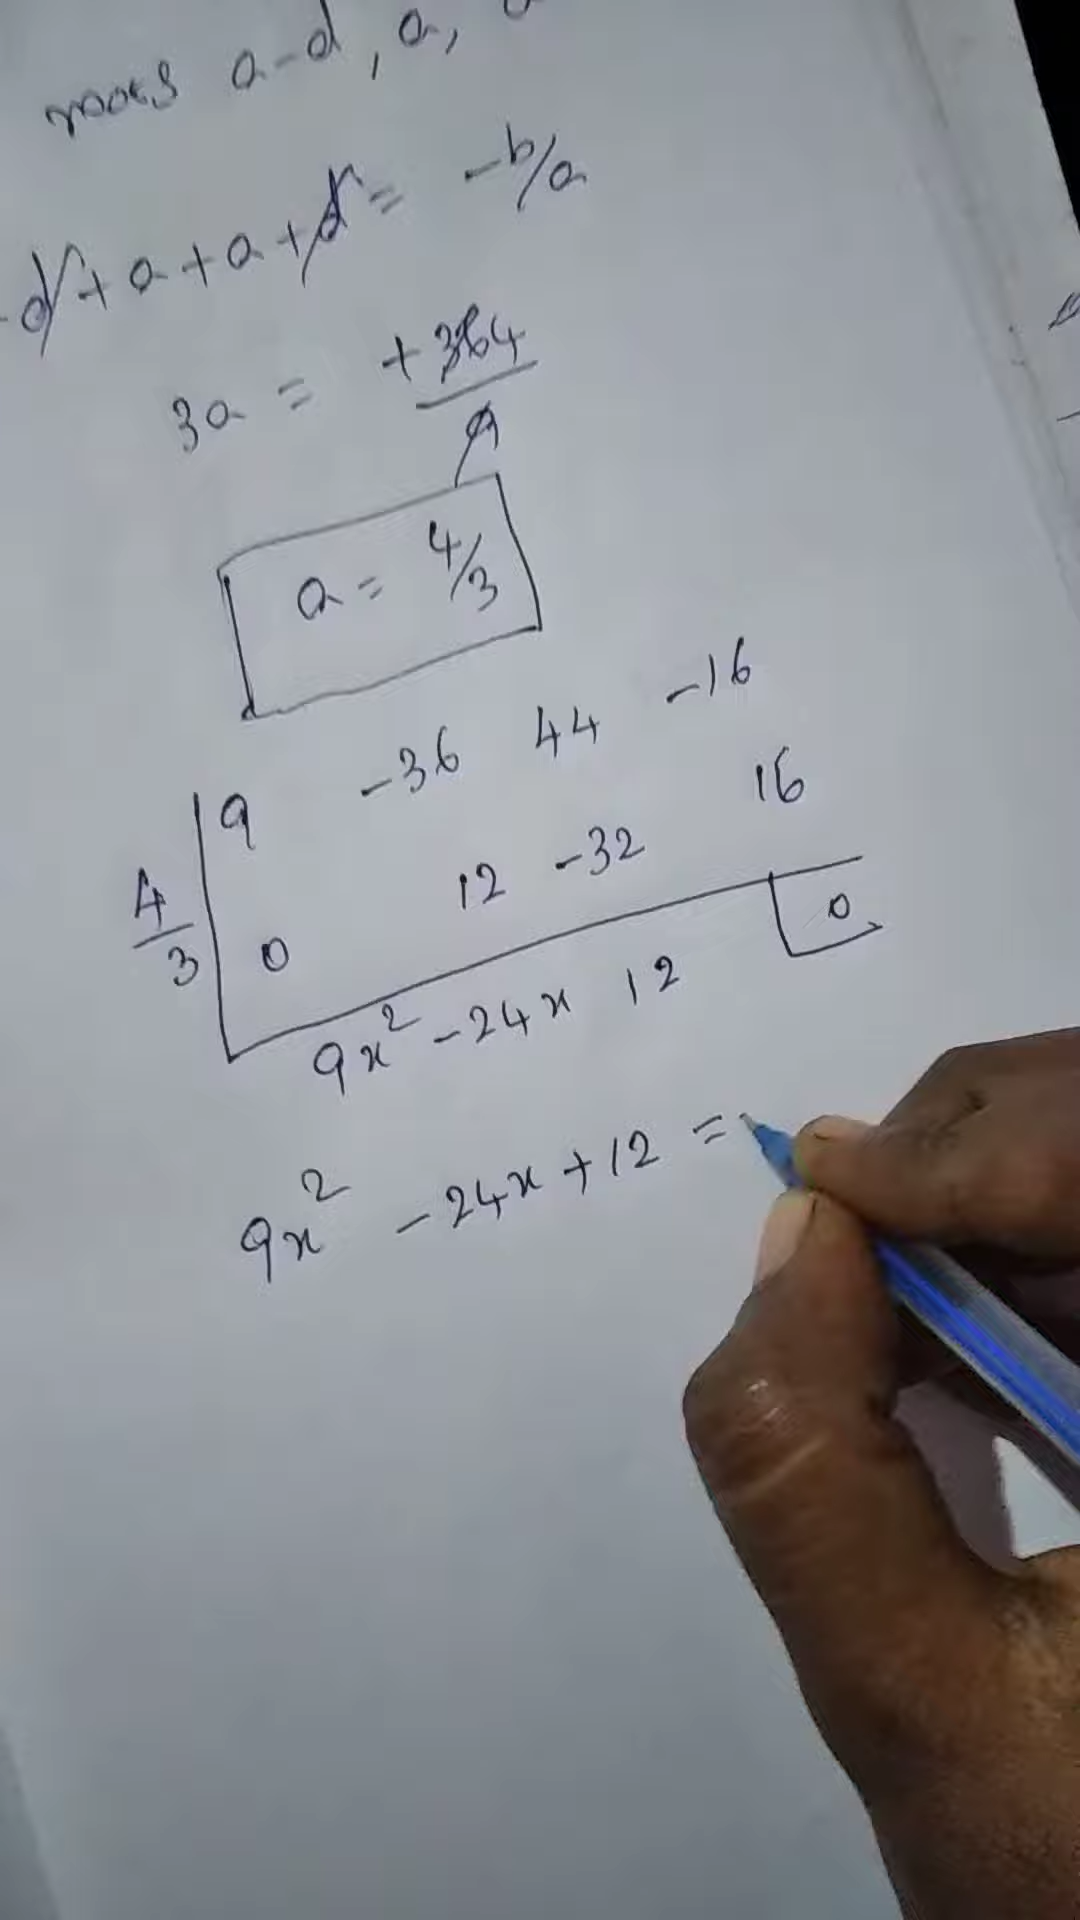 roots a-d, a,
-d + a + a + d = -b/a
3a = +364/9
a = 4/3
9 -36 44 -16
4/3 0 12 -32 16
9x² -24x 12 0
9x² - 24x + 12 =